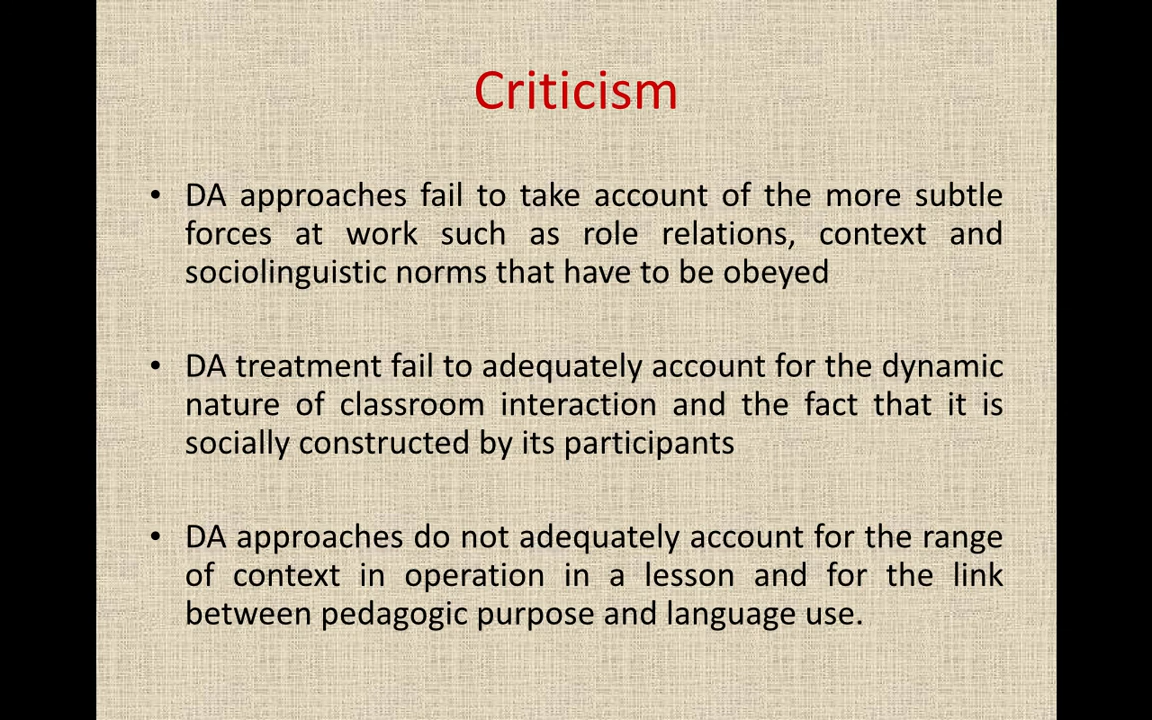 Criticism
• DA approaches fail to take account of the more subtle
forces at work such as role relations, context and
sociolinguistic norms that have to be obeyed
• DA treatment fail to adequately account for the dynamic
nature of classroom interaction and the fact that it is
socially constructed by its participants
• DA approaches do not adequately account for the range
of context in operation in a lesson and for the link
between pedagogic purpose and language use.